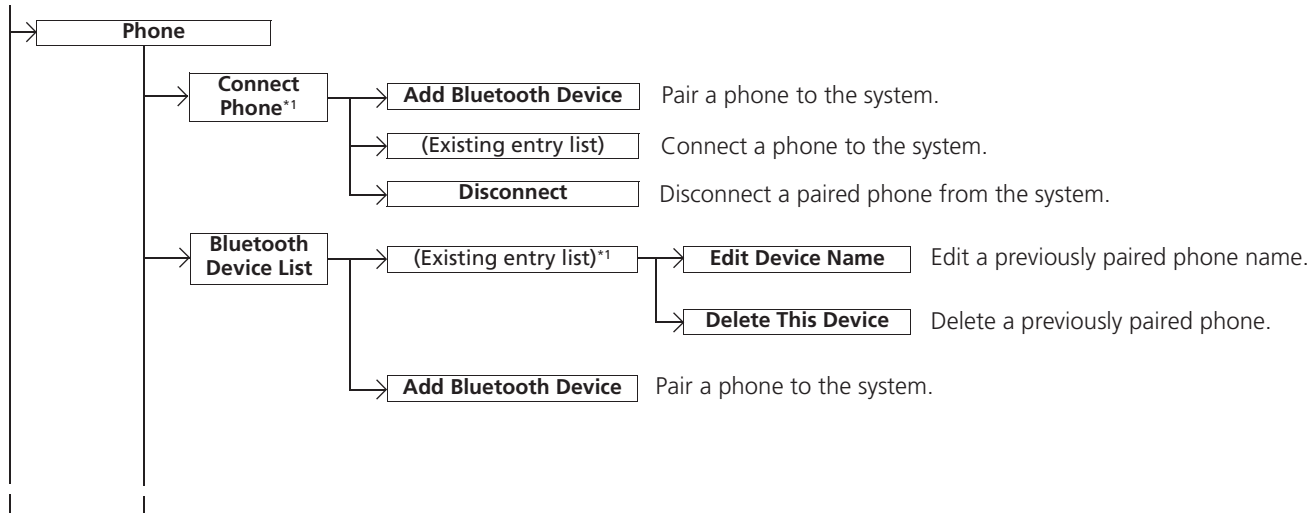 Phone
Connect
Phone*1
Add Bluetooth Device
Pair a phone to the system.
(Existing entry list)
Connect a phone to the system.
Disconnect
Disconnect a paired phone from the system.
Bluetooth
Device List
(Existing entry list)*1
Edit Device Name
Edit a previously paired phone name.
Delete This Device
Delete a previously paired phone.
Add Bluetooth Device
Pair a phone to the system.